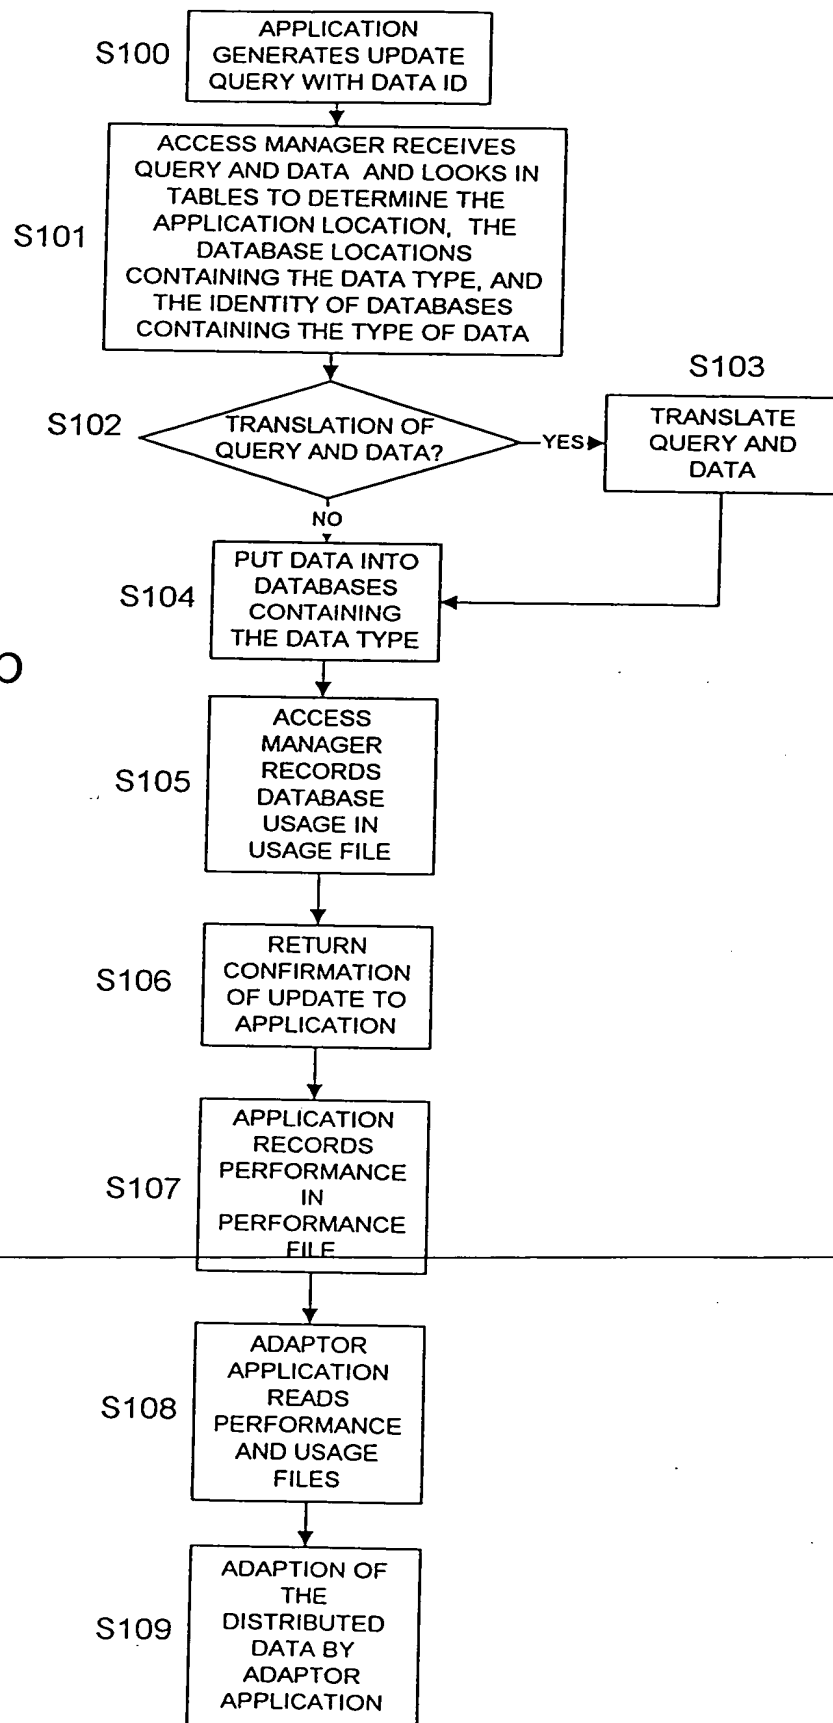 S100
APPLICATION
GENERATES UPDATE
QUERY WITH DATA ID
S101
ACCESS MANAGER RECEIVES
QUERY AND DATA AND LOOKS IN
TABLES TO DETERMINE THE
APPLICATION LOCATION, THE
DATABASE LOCATIONS
CONTAINING THE DATA TYPE, AND
THE IDENTITY OF DATABASES
CONTAINING THE TYPE OF DATA
S102
TRANSLATION OF
QUERY AND DATA?
YES
S103
TRANSLATE
QUERY AND
DATA
NO
S104
PUT DATA INTO
DATABASES
CONTAINING
THE DATA TYPE
S105
ACCESS
MANAGER
RECORDS
DATABASE
USAGE IN
USAGE FILE
S106
RETURN
CONFIRMATION
OF UPDATE TO
APPLICATION
S107
APPLICATION
RECORDS
PERFORMANCE
IN
PERFORMANCE
FILE
S108
ADAPTOR
APPLICATION
READS
PERFORMANCE
AND USAGE
FILES
S109
ADAPTION OF
THE
DISTRIBUTED
DATA BY
ADAPTOR
APPLICATION